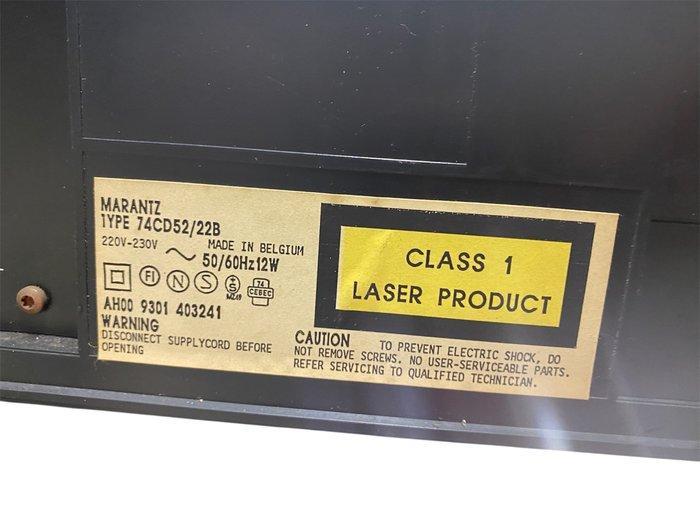 MARANTZ
TYPE 74CD52/22B
220V-230V ~ MADE IN BELGIUM
50/60Hz12W
FI N S MZ49 74 CEBEC
AH00 9301 403241
WARNING
DISCONNECT SUPPLYCORD BEFORE
OPENING
CLASS 1
LASER PRODUCT
CAUTION TO PREVENT ELECTRIC SHOCK, DO
NOT REMOVE SCREWS. NO USER-SERVICEABLE PARTS.
REFER SERVICING TO QUALIFIED TECHNICIAN.